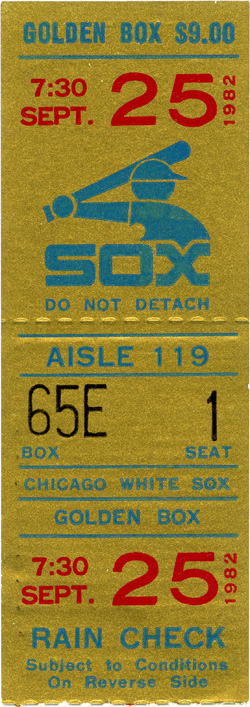 GOLDEN BOX $9.00
7:30
SEPT. 25 1982
SOX
DO NOT DETACH
AISLE 119
65E 1
BOX SEAT
CHICAGO WHITE SOX
GOLDEN BOX
7:30
SEPT. 25 1982
RAIN CHECK
Subject to Conditions
On Reverse Side